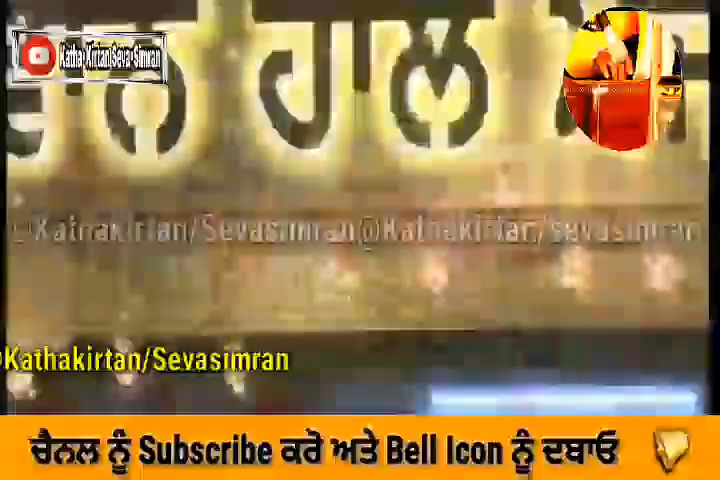 Katha•Kirtan/Seva•Simran
ਨ ਹਾਲ
©Kathakirtan/Sevasimran@Kathakirtan/sevasimran
@Kathakirtan/Sevasimran
ਚੈਨਲ ਨੂੰ Subscribe ਕਰੋ ਅਤੇ Bell Icon ਨੂੰ ਦਬਾਓ